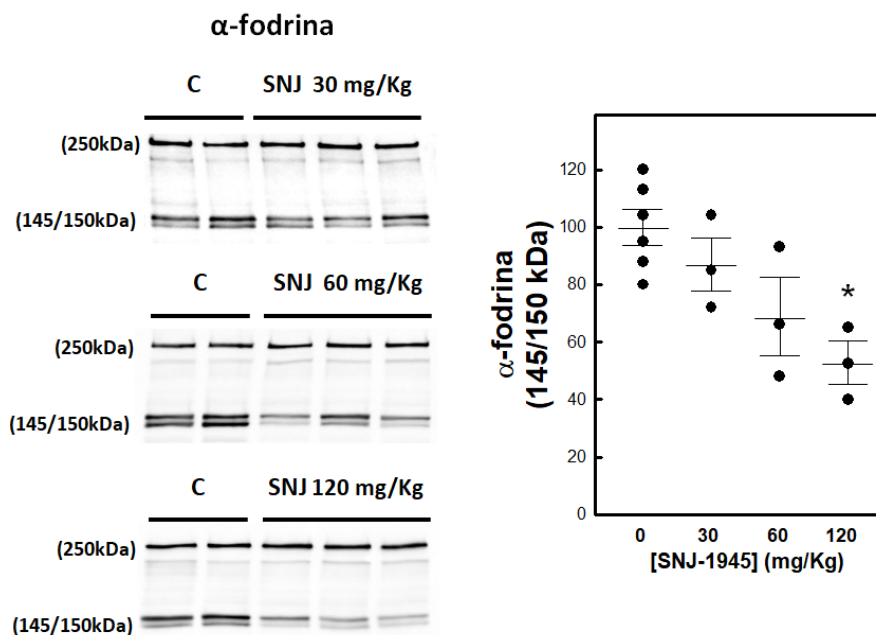 α-fodrina
C SNJ 30 mg/Kg
(250kDa)
(145/150kDa)
C SNJ 60 mg/Kg
(250kDa)
(145/150kDa)
C SNJ 120 mg/Kg
(250kDa)
(145/150kDa)
α-fodrina
(145/150 kDa)
120
100
80
60
40
20
0
*
0 30 60 120
[SNJ-1945] (mg/Kg)